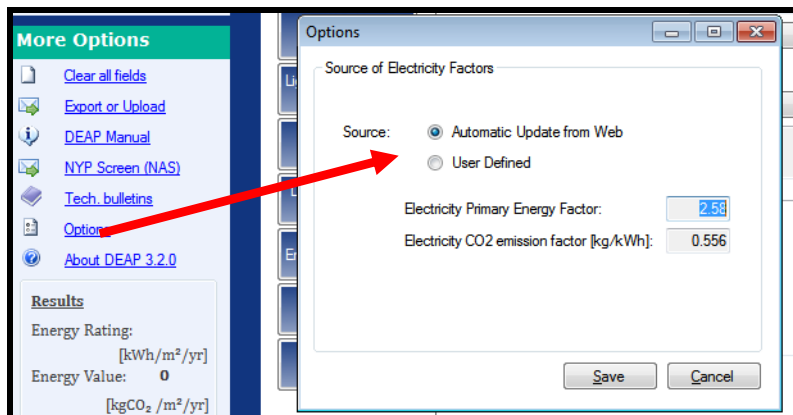 More Options
Clear all fields
Export or Upload
DEAP Manual
NYP Screen (NAS)
Tech. bulletins
Options
About DEAP 3.2.0
Results
Energy Rating:
[kWh/m²/yr]
Energy Value: 0
[kgCO₂ /m²/yr]
Options
Source of Electricity Factors
Source:
Automatic Update from Web
User Defined
Electricity Primary Energy Factor: 2.58
Electricity CO2 emission factor [kg/kWh]: 0.556
Save
Cancel